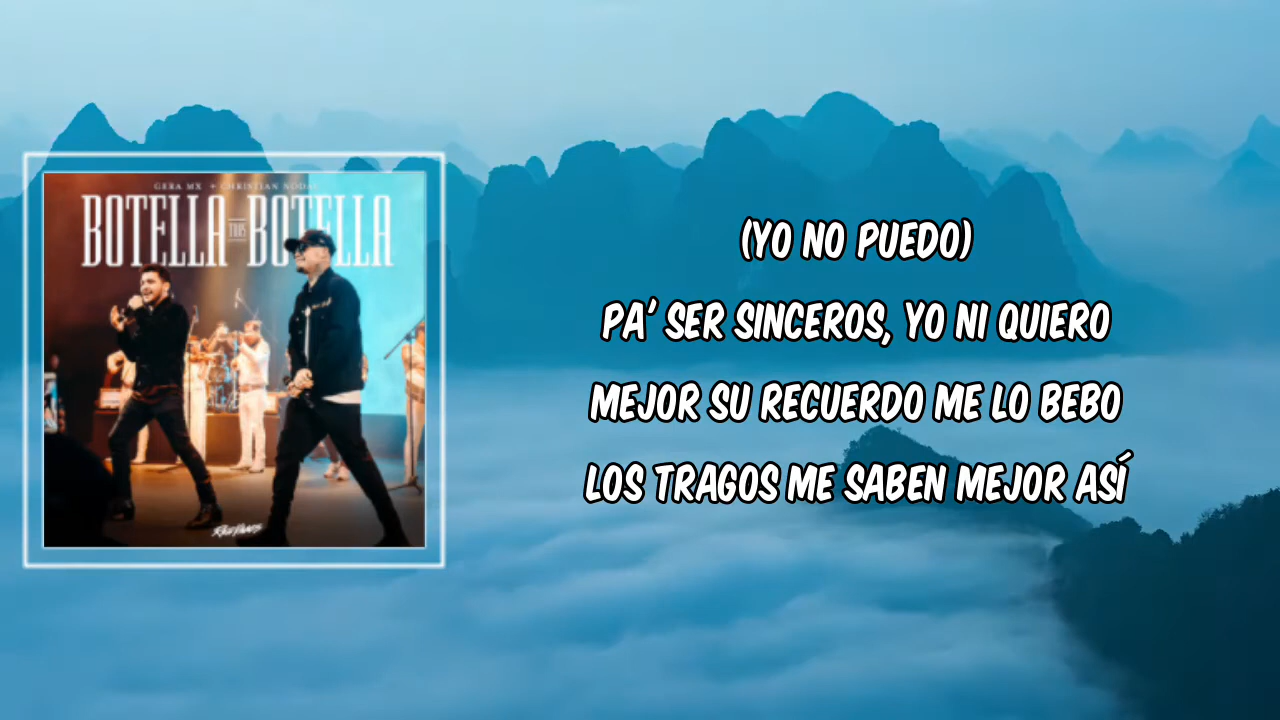 GERA MX + CHRISTIAN NODAL
BOTELLA TRAS BOTELLA
(YO NO PUEDO)
PA' SER SINCEROS, YO NI QUIERO
MEJOR SU RECUERDO ME LO BEBO
LOS TRAGOS ME SABEN MEJOR ASÍ